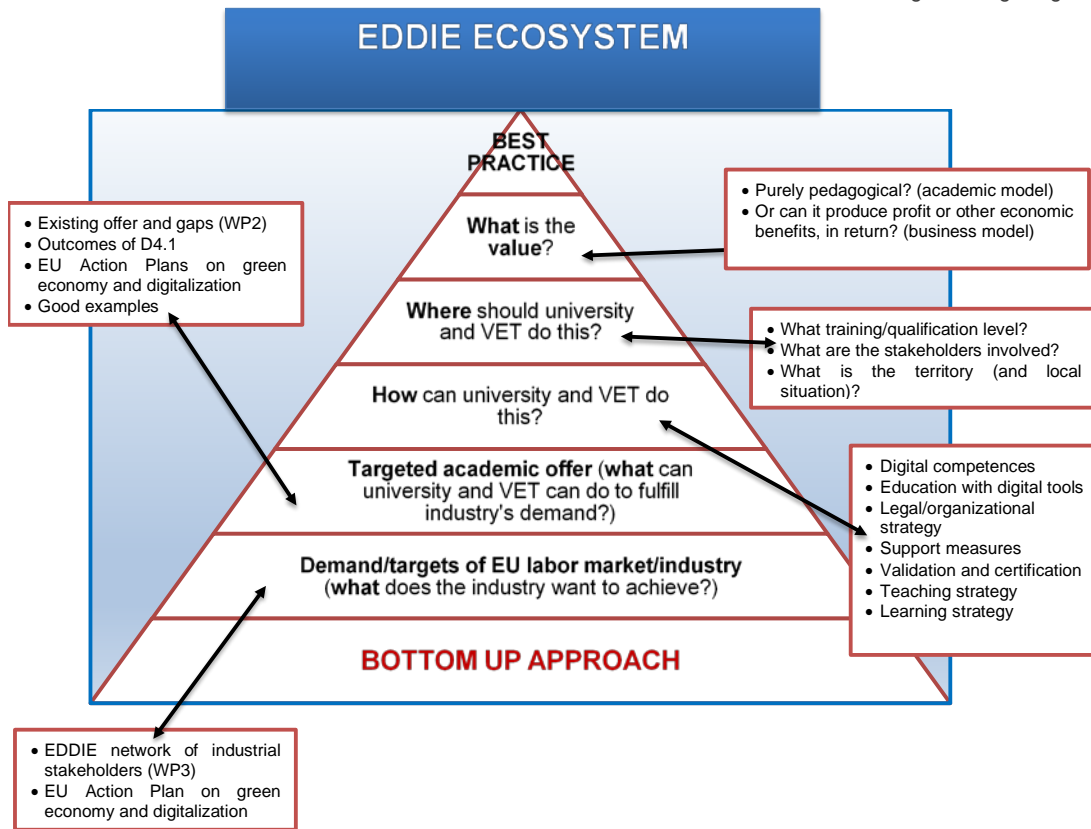 EDDIE ECOSYSTEM
BEST
PRACTICE
What is the
value?
Where should university
and VET do this?
How can university and VET do
this?
Targeted academic offer (what can
university and VET can do to fulfill
industry's demand?)
Demand/targets of EU labor market/industry
(what does the industry want to achieve?)
BOTTOM UP APPROACH
• Existing offer and gaps (WP2)
• Outcomes of D4.1
• EU Action Plans on green
economy and digitalization
• Good examples
• Purely pedagogical? (academic model)
• Or can it produce profit or other economic
benefits, in return? (business model)
• What training/qualification level?
• What are the stakeholders involved?
• What is the territory (and local
situation)?
• Digital competences
• Education with digital tools
• Legal/organizational
strategy
• Support measures
• Validation and certification
• Teaching strategy
• Learning strategy
• EDDIE network of industrial
stakeholders (WP3)
• EU Action Plan on green
economy and digitalization